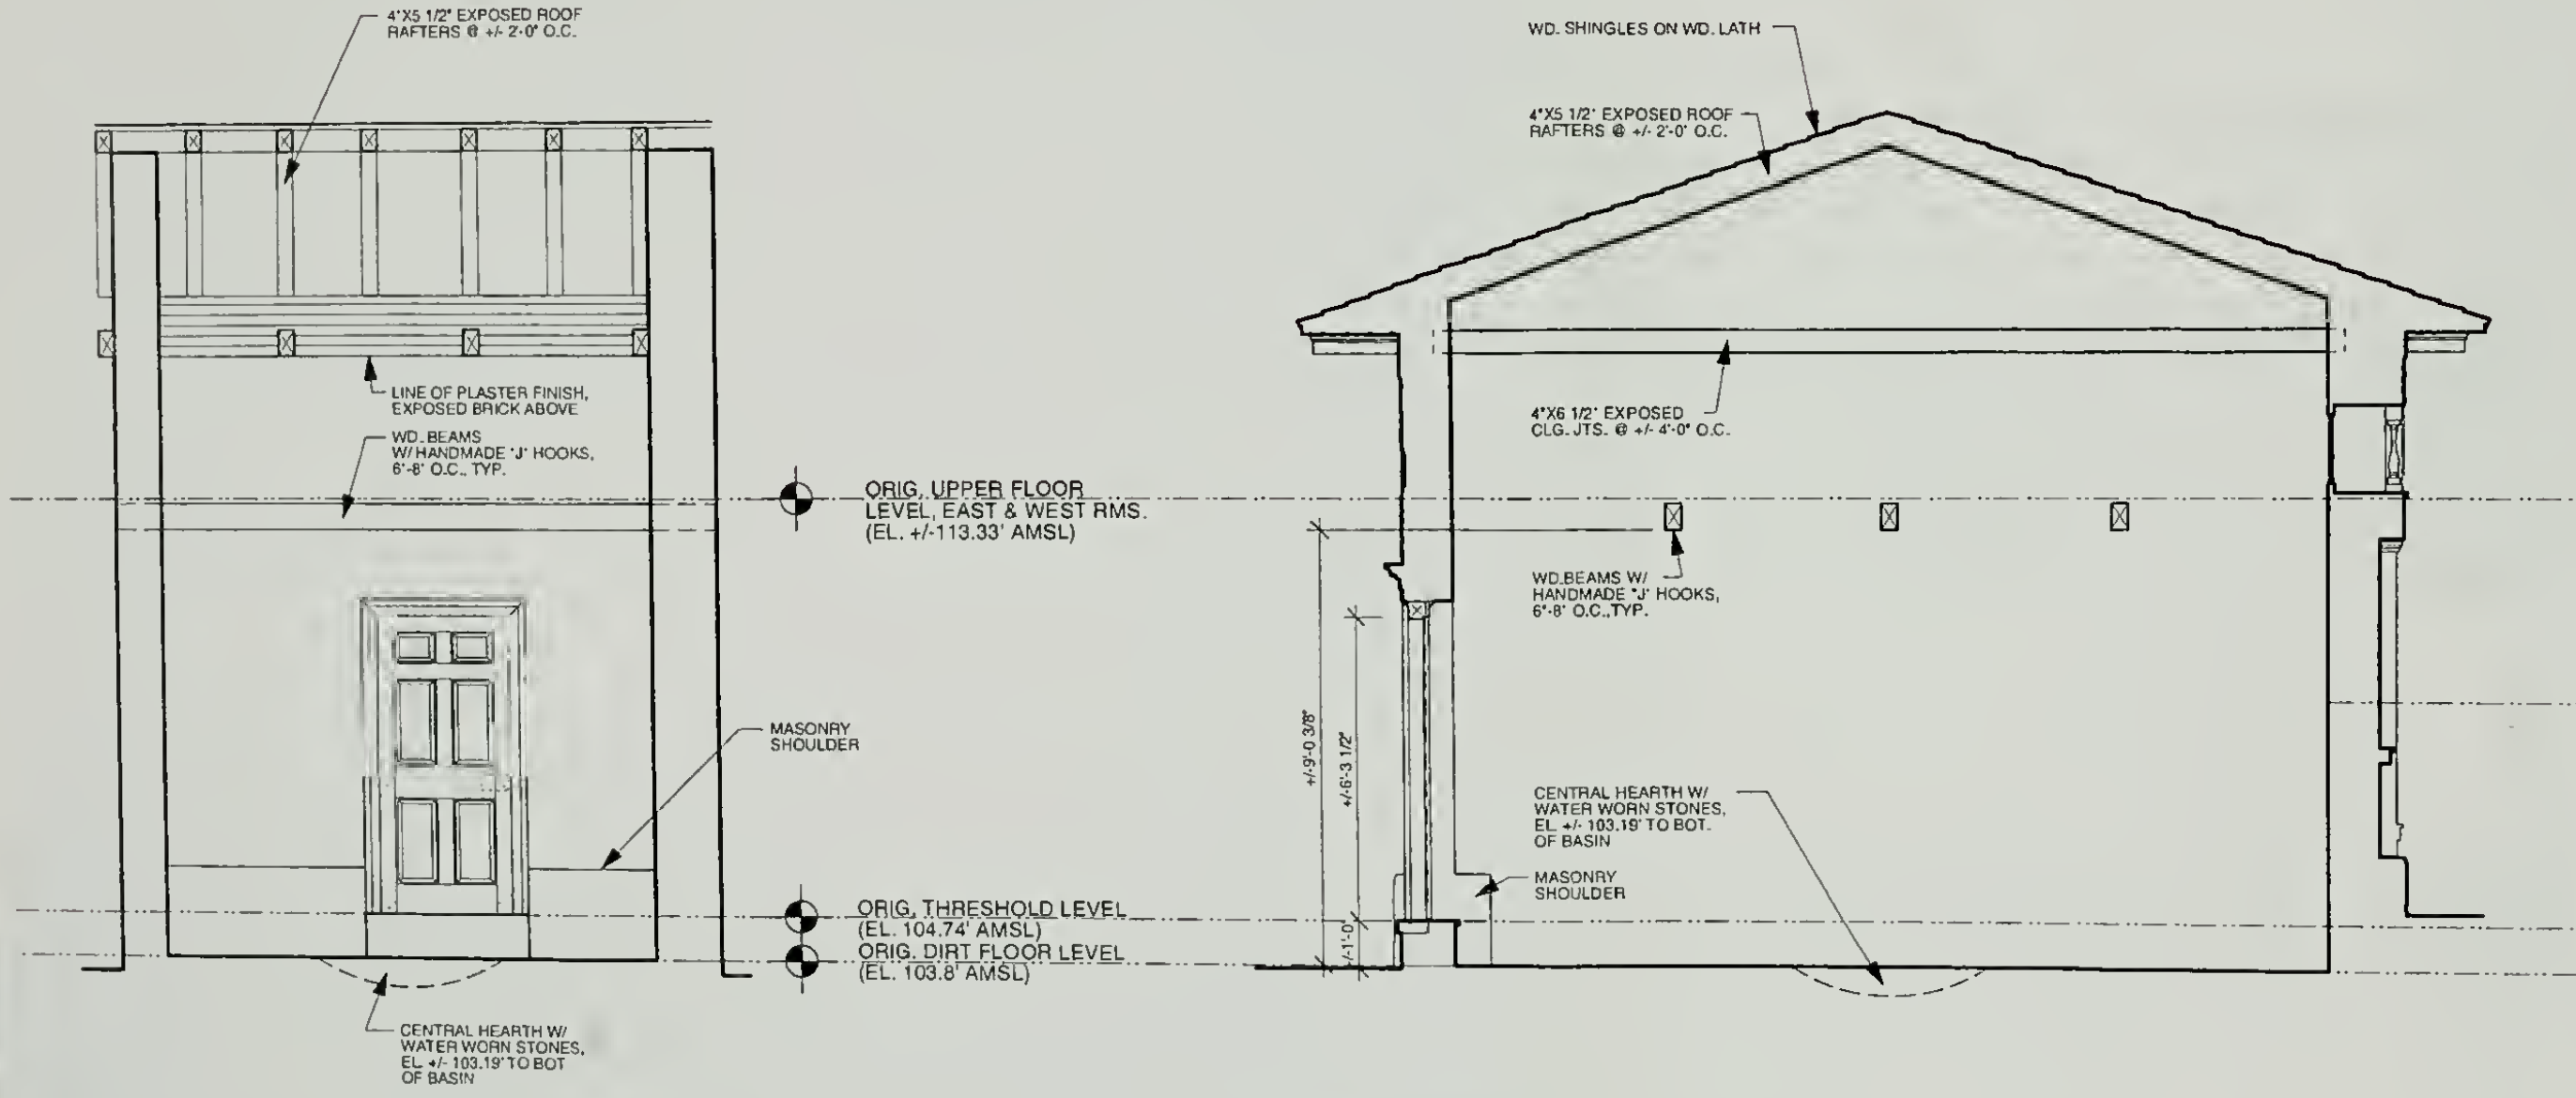 4"X5 1/2" EXPOSED ROOF
RAFTERS @ +/- 2'-0" O.C.
LINE OF PLASTER FINISH,
EXPOSED BRICK ABOVE
WD. BEAMS
W/ HANDMADE "J" HOOKS,
6'-8" O.C., TYP.
ORIG. UPPER FLOOR
LEVEL, EAST & WEST RMS.
(EL. +/-113.33' AMSL)
MASONRY
SHOULDER
ORIG. THRESHOLD LEVEL
(EL. 104.74' AMSL)
ORIG. DIRT FLOOR LEVEL
(EL. 103.8' AMSL)
CENTRAL HEARTH W/
WATER WORN STONES,
EL +/- 103.19' TO BOT
OF BASIN
WD. SHINGLES ON WD. LATH
4"X5 1/2" EXPOSED ROOF
RAFTERS @ +/- 2'-0" O.C.
4"X6 1/2" EXPOSED
CLG. JTS. @ +/- 4'-0" O.C.
WD.BEAMS W/
HANDMADE "J" HOOKS,
6'-8" O.C.,TYP.
+/-9'-0 3/8"
+/-6'-3 1/2"
+/-1'-0"
CENTRAL HEARTH W/
WATER WORN STONES,
EL +/- 103.19' TO BOT.
OF BASIN
MASONRY
SHOULDER